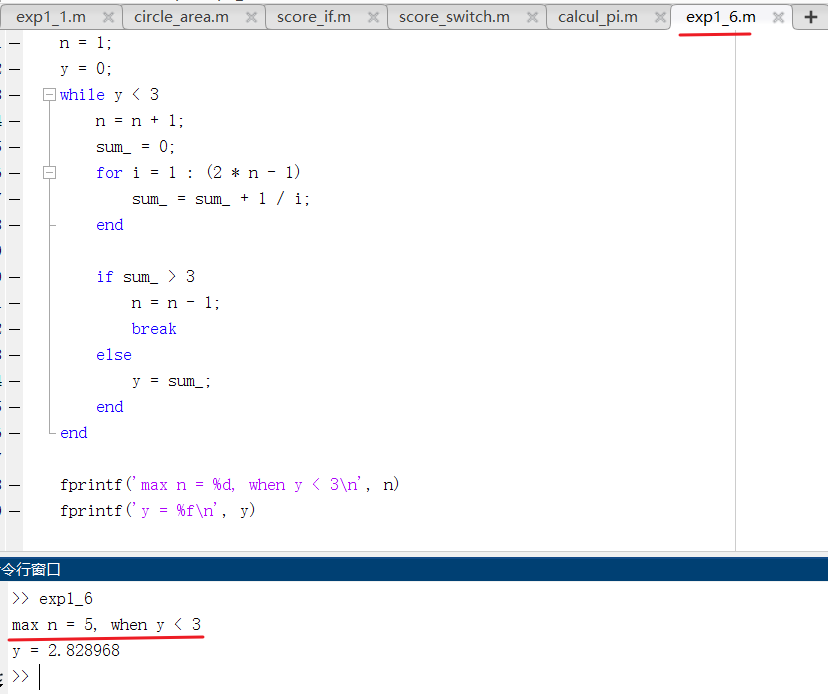 exp1_1.m circle_area.m score_if.m score_switch.m calcul_pi.m exp1_6.m
n = 1;
y = 0;
while y < 3
n = n + 1;
sum_ = 0;
for i = 1 : (2 * n - 1)
sum_ = sum_ + 1 / i;
end
if sum_ > 3
n = n - 1;
break
else
y = sum_;
end
end
fprintf('max n = %d, when y < 3\n', n)
fprintf('y = %f\n', y)
令行窗口
>> exp1_6
max n = 5, when y < 3
y = 2.828968
>>